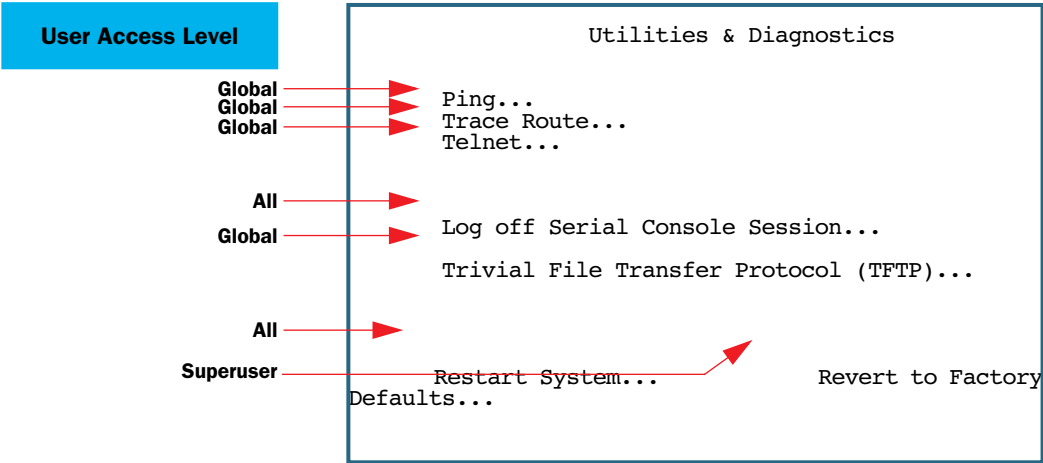 User Access Level
Utilities & Diagnostics
Global
Global
Global
Ping...
Trace Route...
Telnet...
All
Global
Log off Serial Console Session...
Trivial File Transfer Protocol (TFTP)...
All
Superuser
Restart System... Revert to Factory
Defaults...